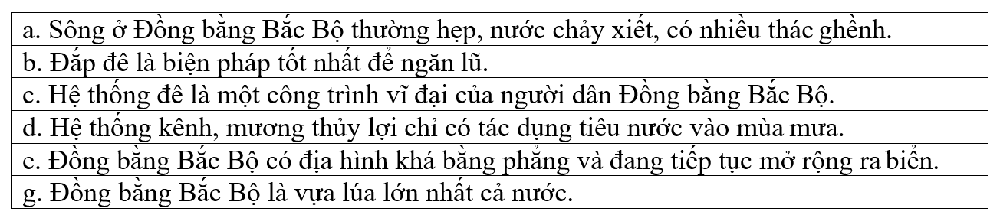 a. Sông ở Đồng bằng Bắc Bộ thường hẹp, nước chảy xiết, có nhiều thác ghềnh.
b. Đắp đê là biện pháp tốt nhất để ngăn lũ.
c. Hệ thống đê là một công trình vĩ đại của người dân Đồng bằng Bắc Bộ.
d. Hệ thống kênh, mương thủy lợi chỉ có tác dụng tiêu nước vào mùa mưa.
e. Đồng bằng Bắc Bộ có địa hình khá bằng phẳng và đang tiếp tục mở rộng ra biển.
g. Đồng bằng Bắc Bộ là vựa lúa lớn nhất cả nước.